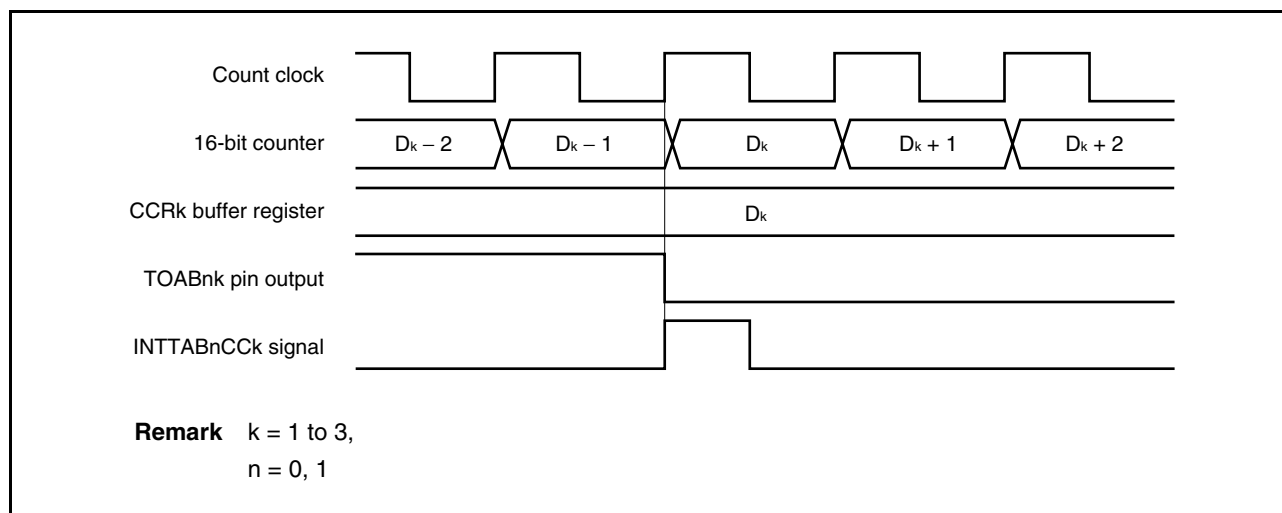 Count clock
16-bit counter
Dk − 2 Dk − 1 Dk Dk + 1 Dk + 2
CCRk buffer register
Dk
TOABnk pin output
INTTABnCCk signal
Remark k = 1 to 3,
n = 0, 1